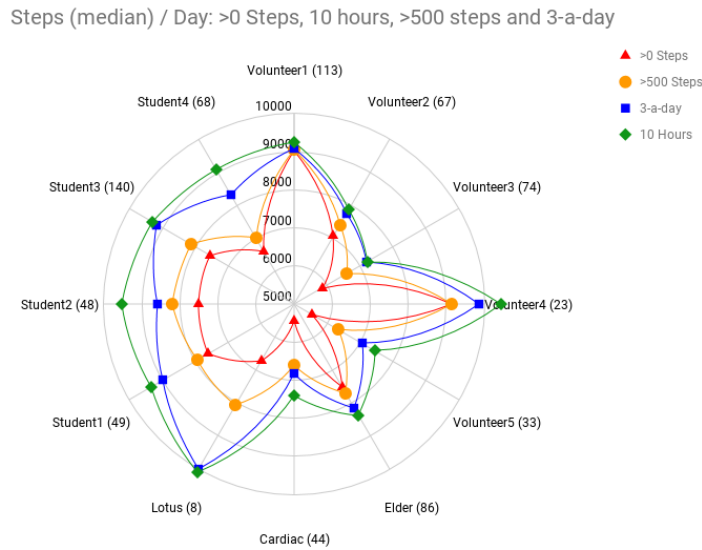 Steps (median) / Day: >0 Steps, 10 hours, >500 steps and 3-a-day
>0 Steps
>500 Steps
3-a-day
10 Hours
Volunteer1 (113)
Volunteer2 (67)
Volunteer3 (74)
Volunteer4 (23)
Volunteer5 (33)
Elder (86)
Cardiac (44)
Lotus (8)
Student1 (49)
Student2 (48)
Student3 (140)
Student4 (68)
10000
9000
8000
7000
6000
5000